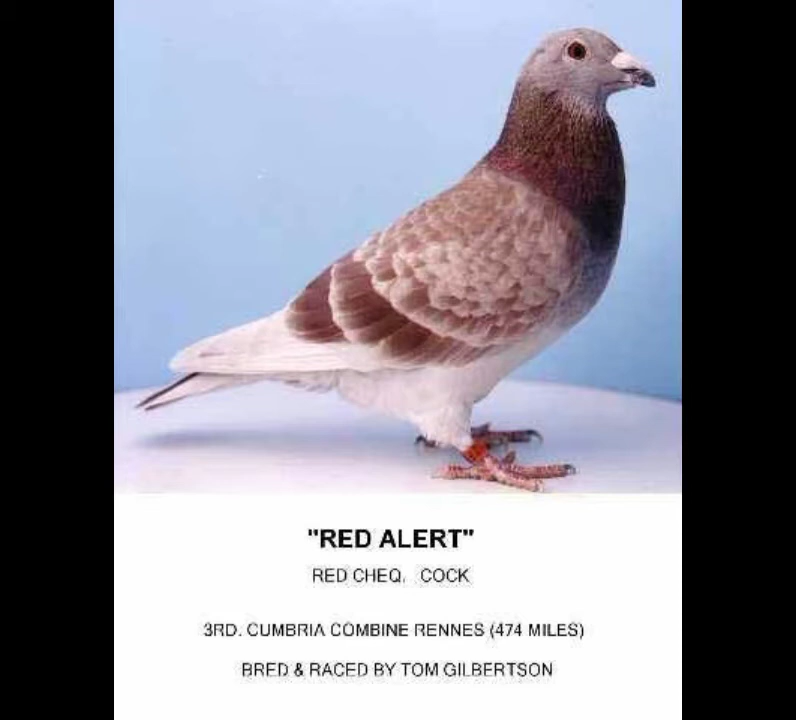 "RED ALERT"
RED CHEQ. COCK
3RD. CUMBRIA COMBINE RENNES (474 MILES)
BRED & RACED BY TOM GILBERTSON